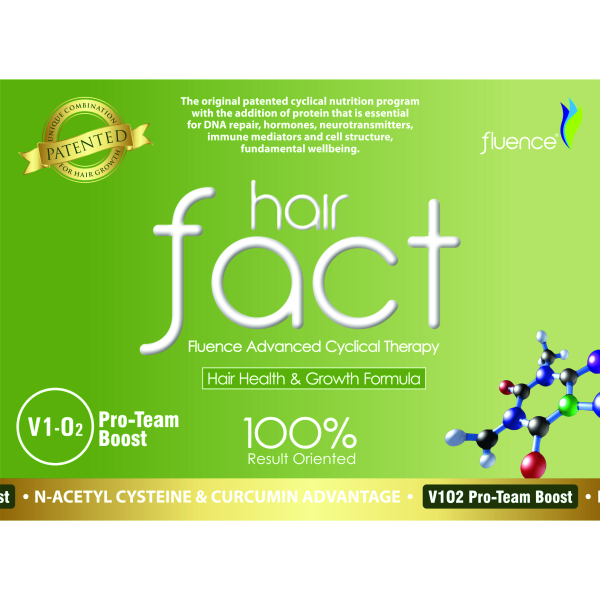 UNIQUE COMBINATION
PATENTED
FOR HAIR GROWTH
The original patented cyclical nutrition program
with the addition of protein that is essential
for DNA repair, hormones, neurotransmitters,
immune mediators and cell structure,
fundamental wellbeing.
fluence®
hair
fact
Fluence Advanced Cyclical Therapy
Hair Health & Growth Formula
V1-O2
Pro-Team
Boost
100%
Result Oriented
st • N-ACETYL CYSTEINE & CURCUMIN ADVANTAGE • V1O2 Pro-Team Boost •